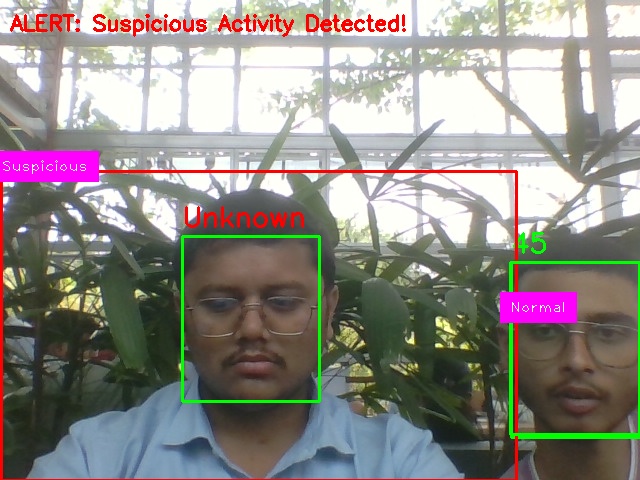 ALERT: Suspicious Activity Detected!
Suspicious
Unknown
45
Normal